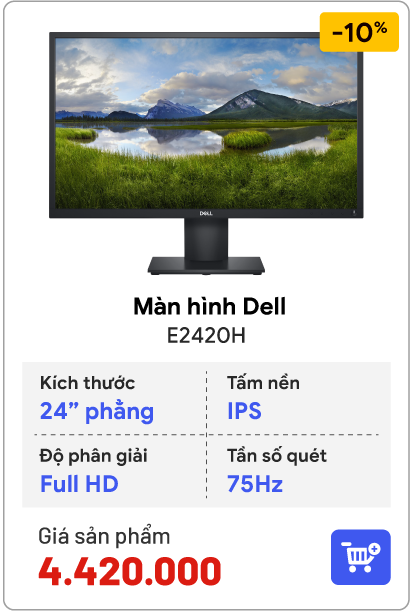 -10%
DELL
Màn hình Dell
E2420H
Kích thước
24” phẳng
Tấm nền
IPS
Độ phân giải
Full HD
Tần số quét
75Hz
Giá sản phẩm
4.420.000